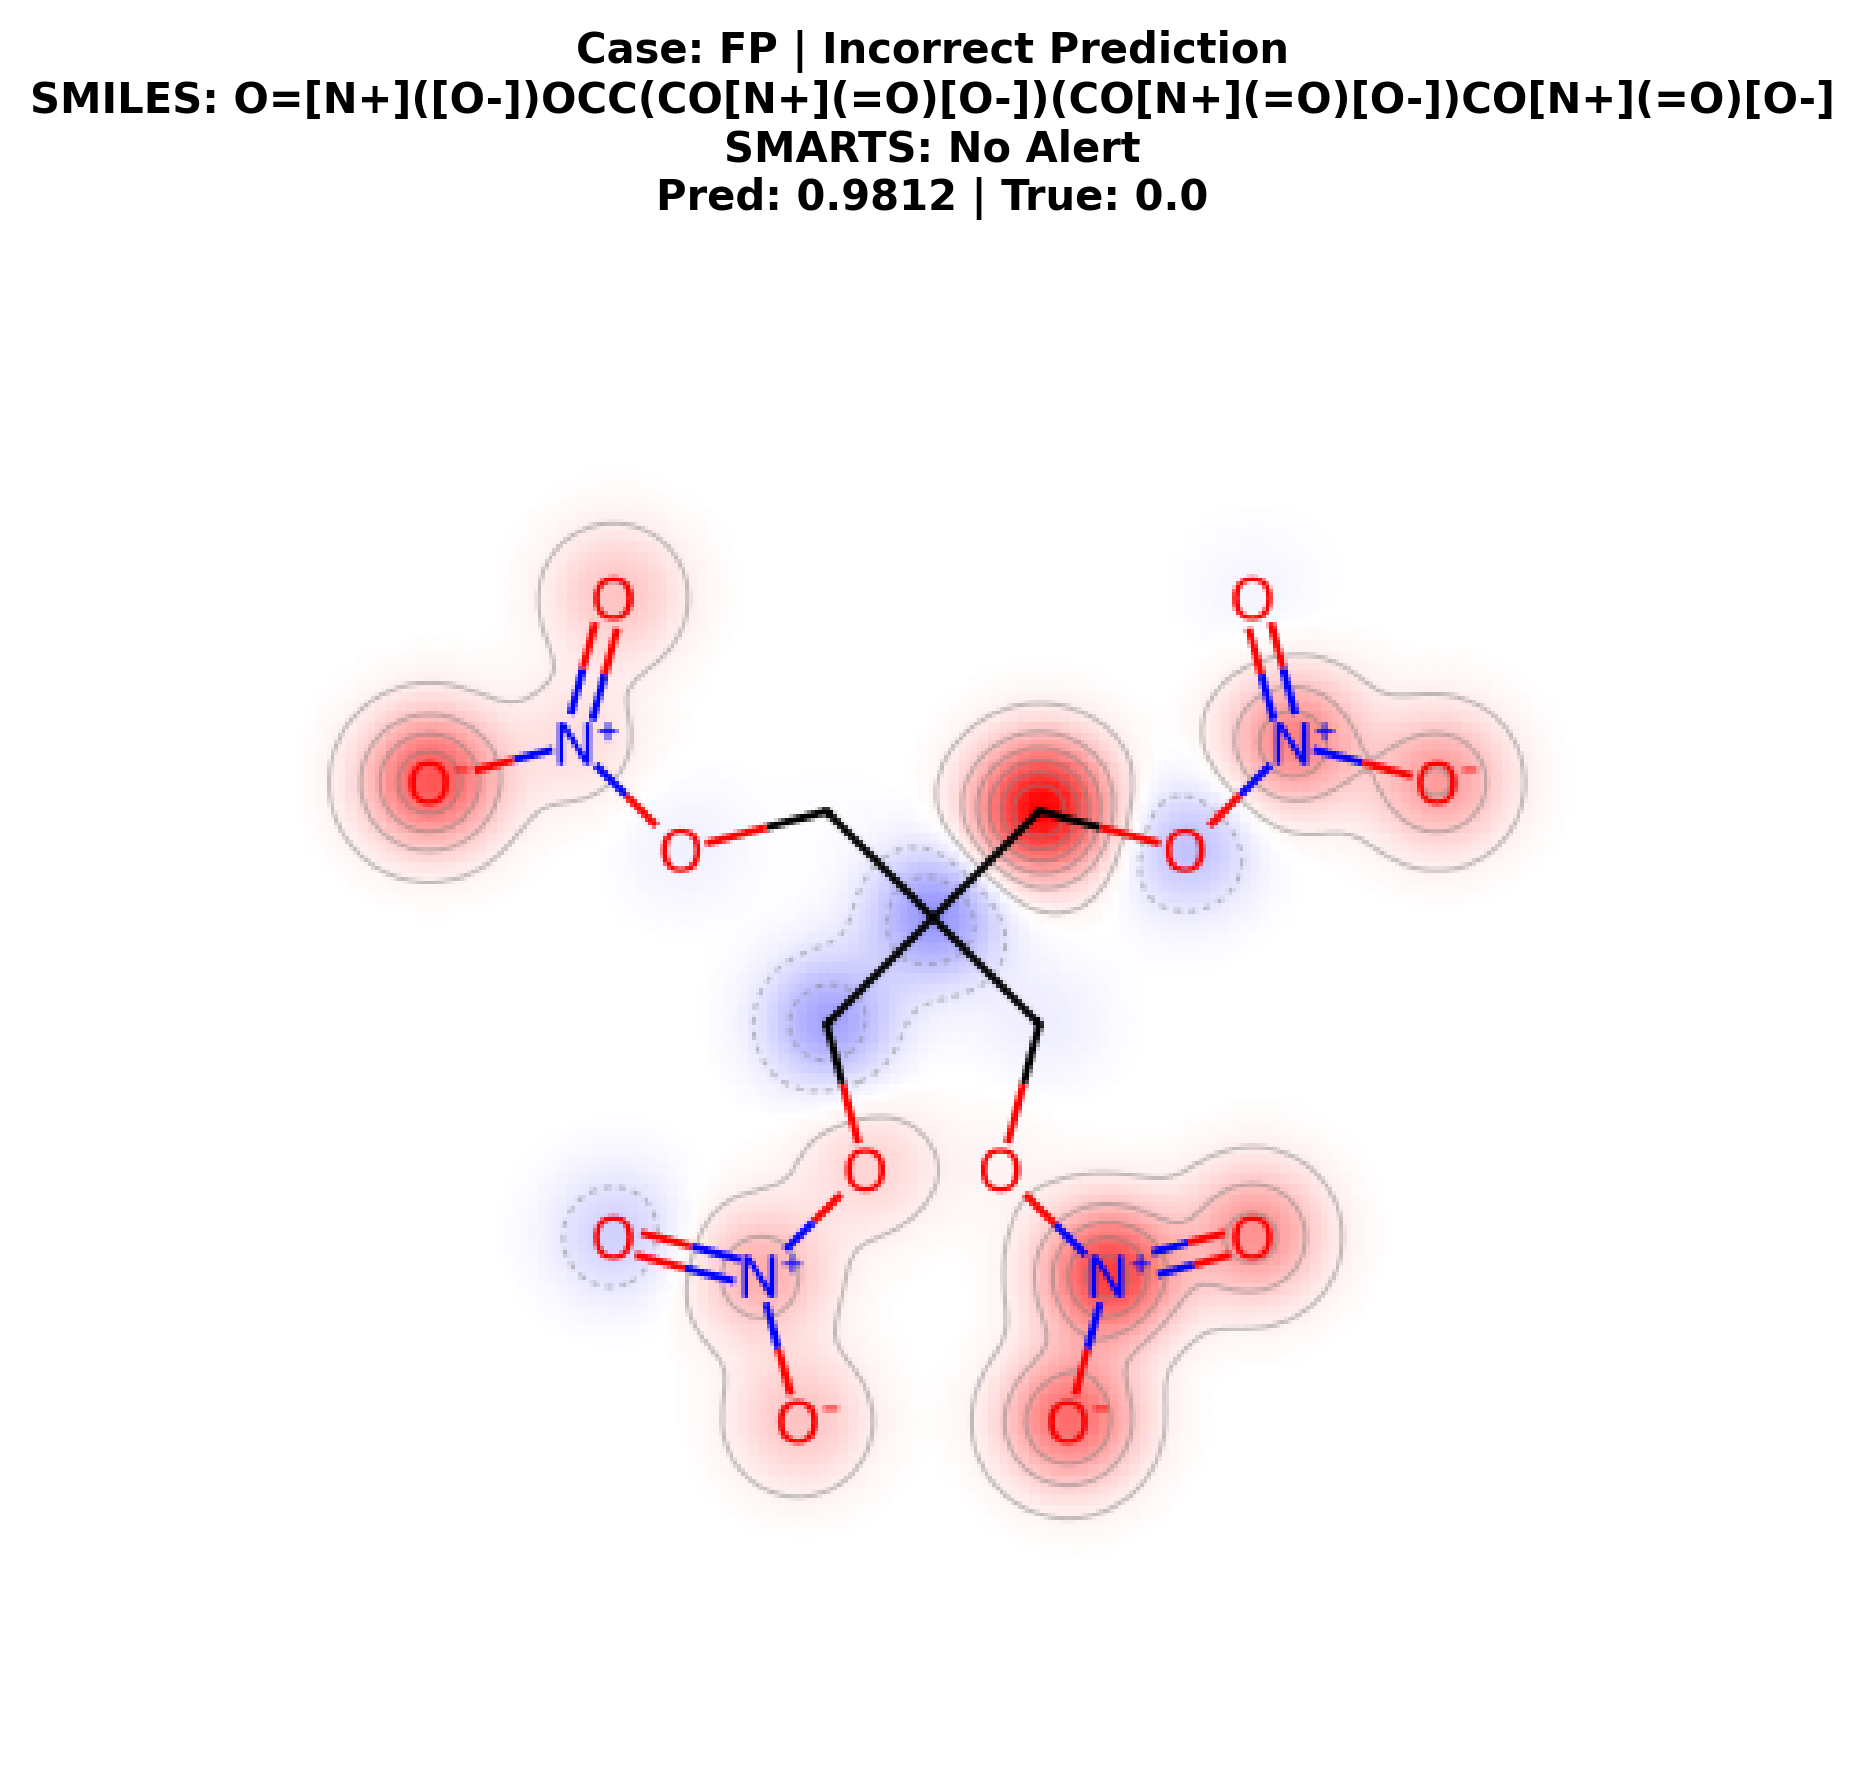 Case: FP | Incorrect Prediction
SMILES: O=[N+]([O-])OCC(CO[N+](=O)[O-])(CO[N+](=O)[O-])CO[N+](=O)[O-]
SMARTS: No Alert
Pred: 0.9812 | True: 0.0
O O
N+ N+
O- O-
O O
O O
O N+ N+ O
O- O-